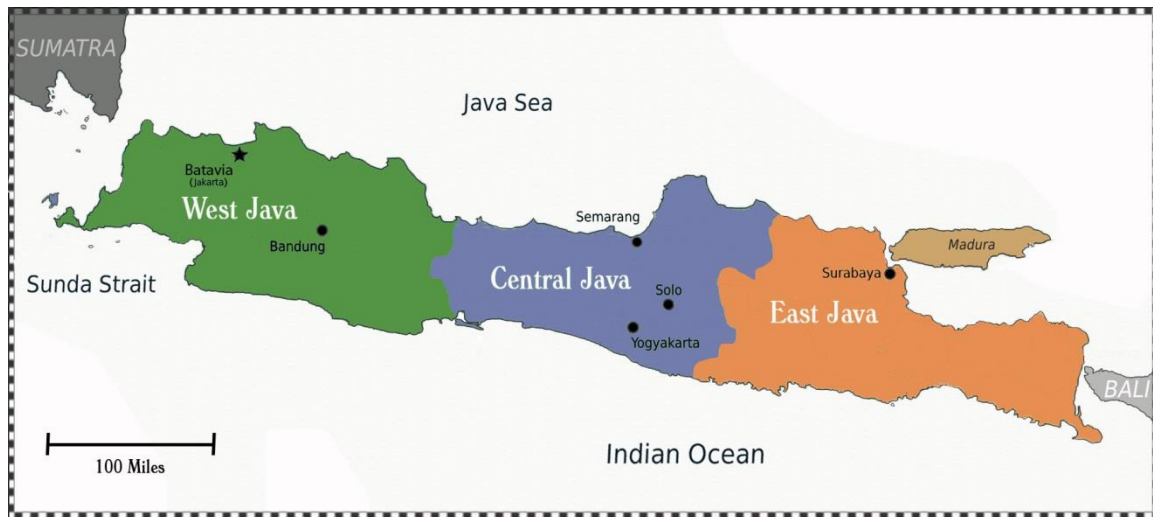 SUMATRA
Java Sea
Batavia
(Jakarta)
West Java
Bandung
Semarang
Madura
Sunda Strait
Central Java
Surabaya
Solo
East Java
Yogyakarta
BALI
Indian Ocean
100 Miles